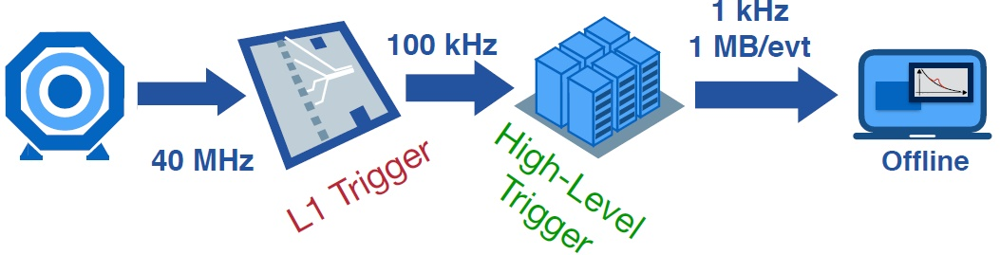 40 MHz
L1 Trigger
100 kHz
High-Level
Trigger
1 kHz
1 MB/evt
Offline